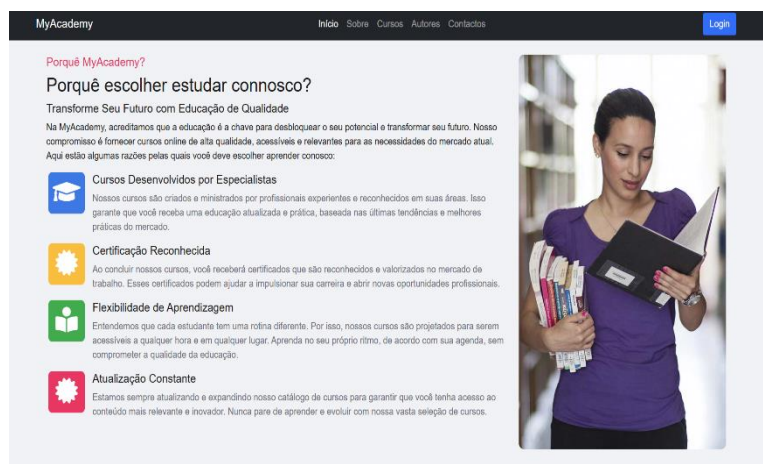 MyAcademy
Início Sobre Cursos Autores Contactos
Login
Porquê MyAcademy?
Porquê escolher estudar connosco?
Transforme Seu Futuro com Educação de Qualidade
Na MyAcademy, acreditamos que a educação é a chave para desbloquear o seu potencial e transformar seu futuro. Nosso
compromisso é fornecer cursos online de alta qualidade, acessíveis e relevantes para as necessidades do mercado atual.
Aqui estão algumas razões pelas quais você deve escolher aprender conosco:
Cursos Desenvolvidos por Especialistas
Nossos cursos são criados e ministrados por profissionais experientes e reconhecidos em suas áreas. Isso
garante que você receba uma educação atualizada e prática, baseada nas últimas tendências e melhores
práticas do mercado.
Certificação Reconhecida
Ao concluir nossos cursos, você receberá certificados que são reconhecidos e valorizados no mercado de
trabalho. Esses certificados podem ajudar a impulsionar sua carreira e abrir novas oportunidades profissionais.
Flexibilidade de Aprendizagem
Entendemos que cada estudante tem uma rotina diferente. Por isso, nossos cursos são projetados para serem
acessíveis a qualquer hora e em qualquer lugar. Aprenda no seu próprio ritmo, de acordo com sua agenda, sem
comprometer a qualidade da educação.
Atualização Constante
Estamos sempre atualizando e expandindo nosso catálogo de cursos para garantir que você tenha acesso ao
conteúdo mais relevante e inovador. Nunca pare de aprender e evoluir com nossa vasta seleção de cursos.